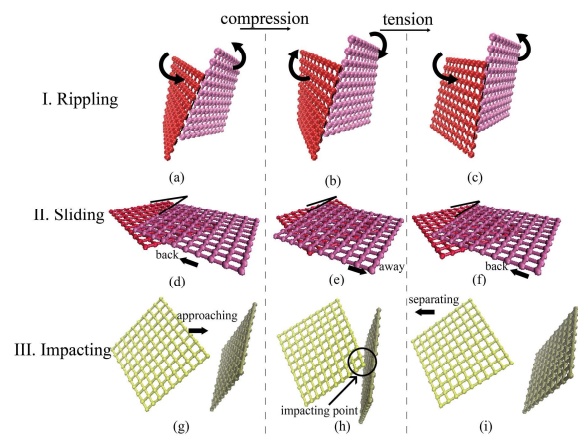 compression
tension
I. Rippling
(a)
(b)
(c)
II. Sliding
back
away
back
(d)
(e)
(f)
approaching
separating
III. Impacting
impacting point
(g)
(h)
(i)